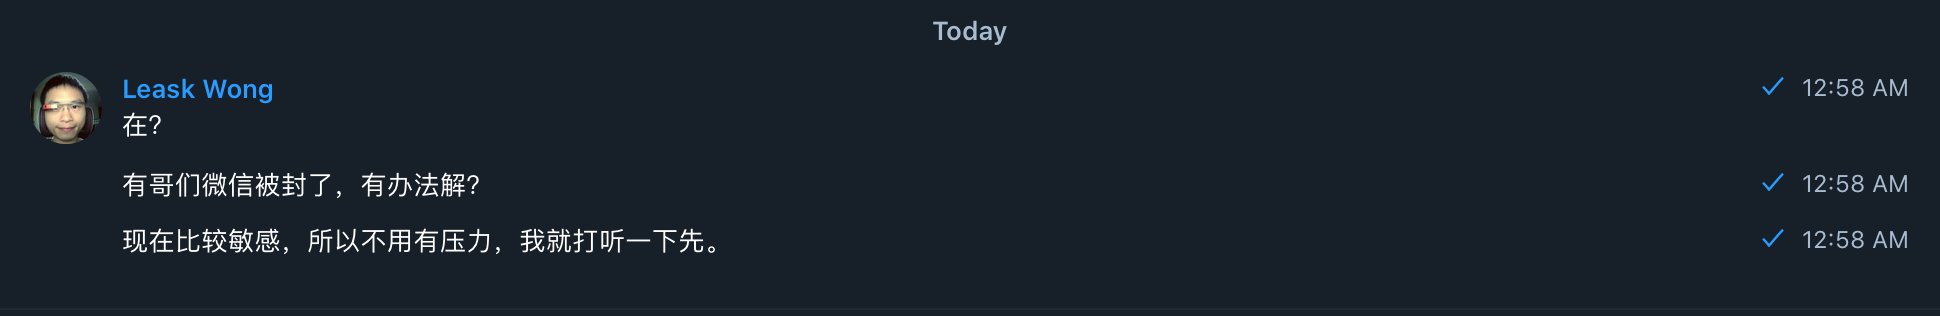 Today
Leask Wong
12:58 AM
在?
有哥们微信被封了，有办法解?
12:58 AM
现在比较敏感，所以不用有压力，我就打听一下先。
12:58 AM